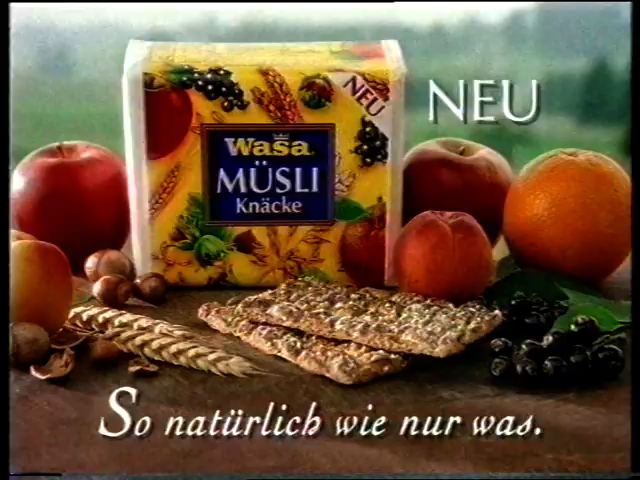 NEU
NEU
Wasa
MÜSLI
Knäcke
So natürlich wie nur was.